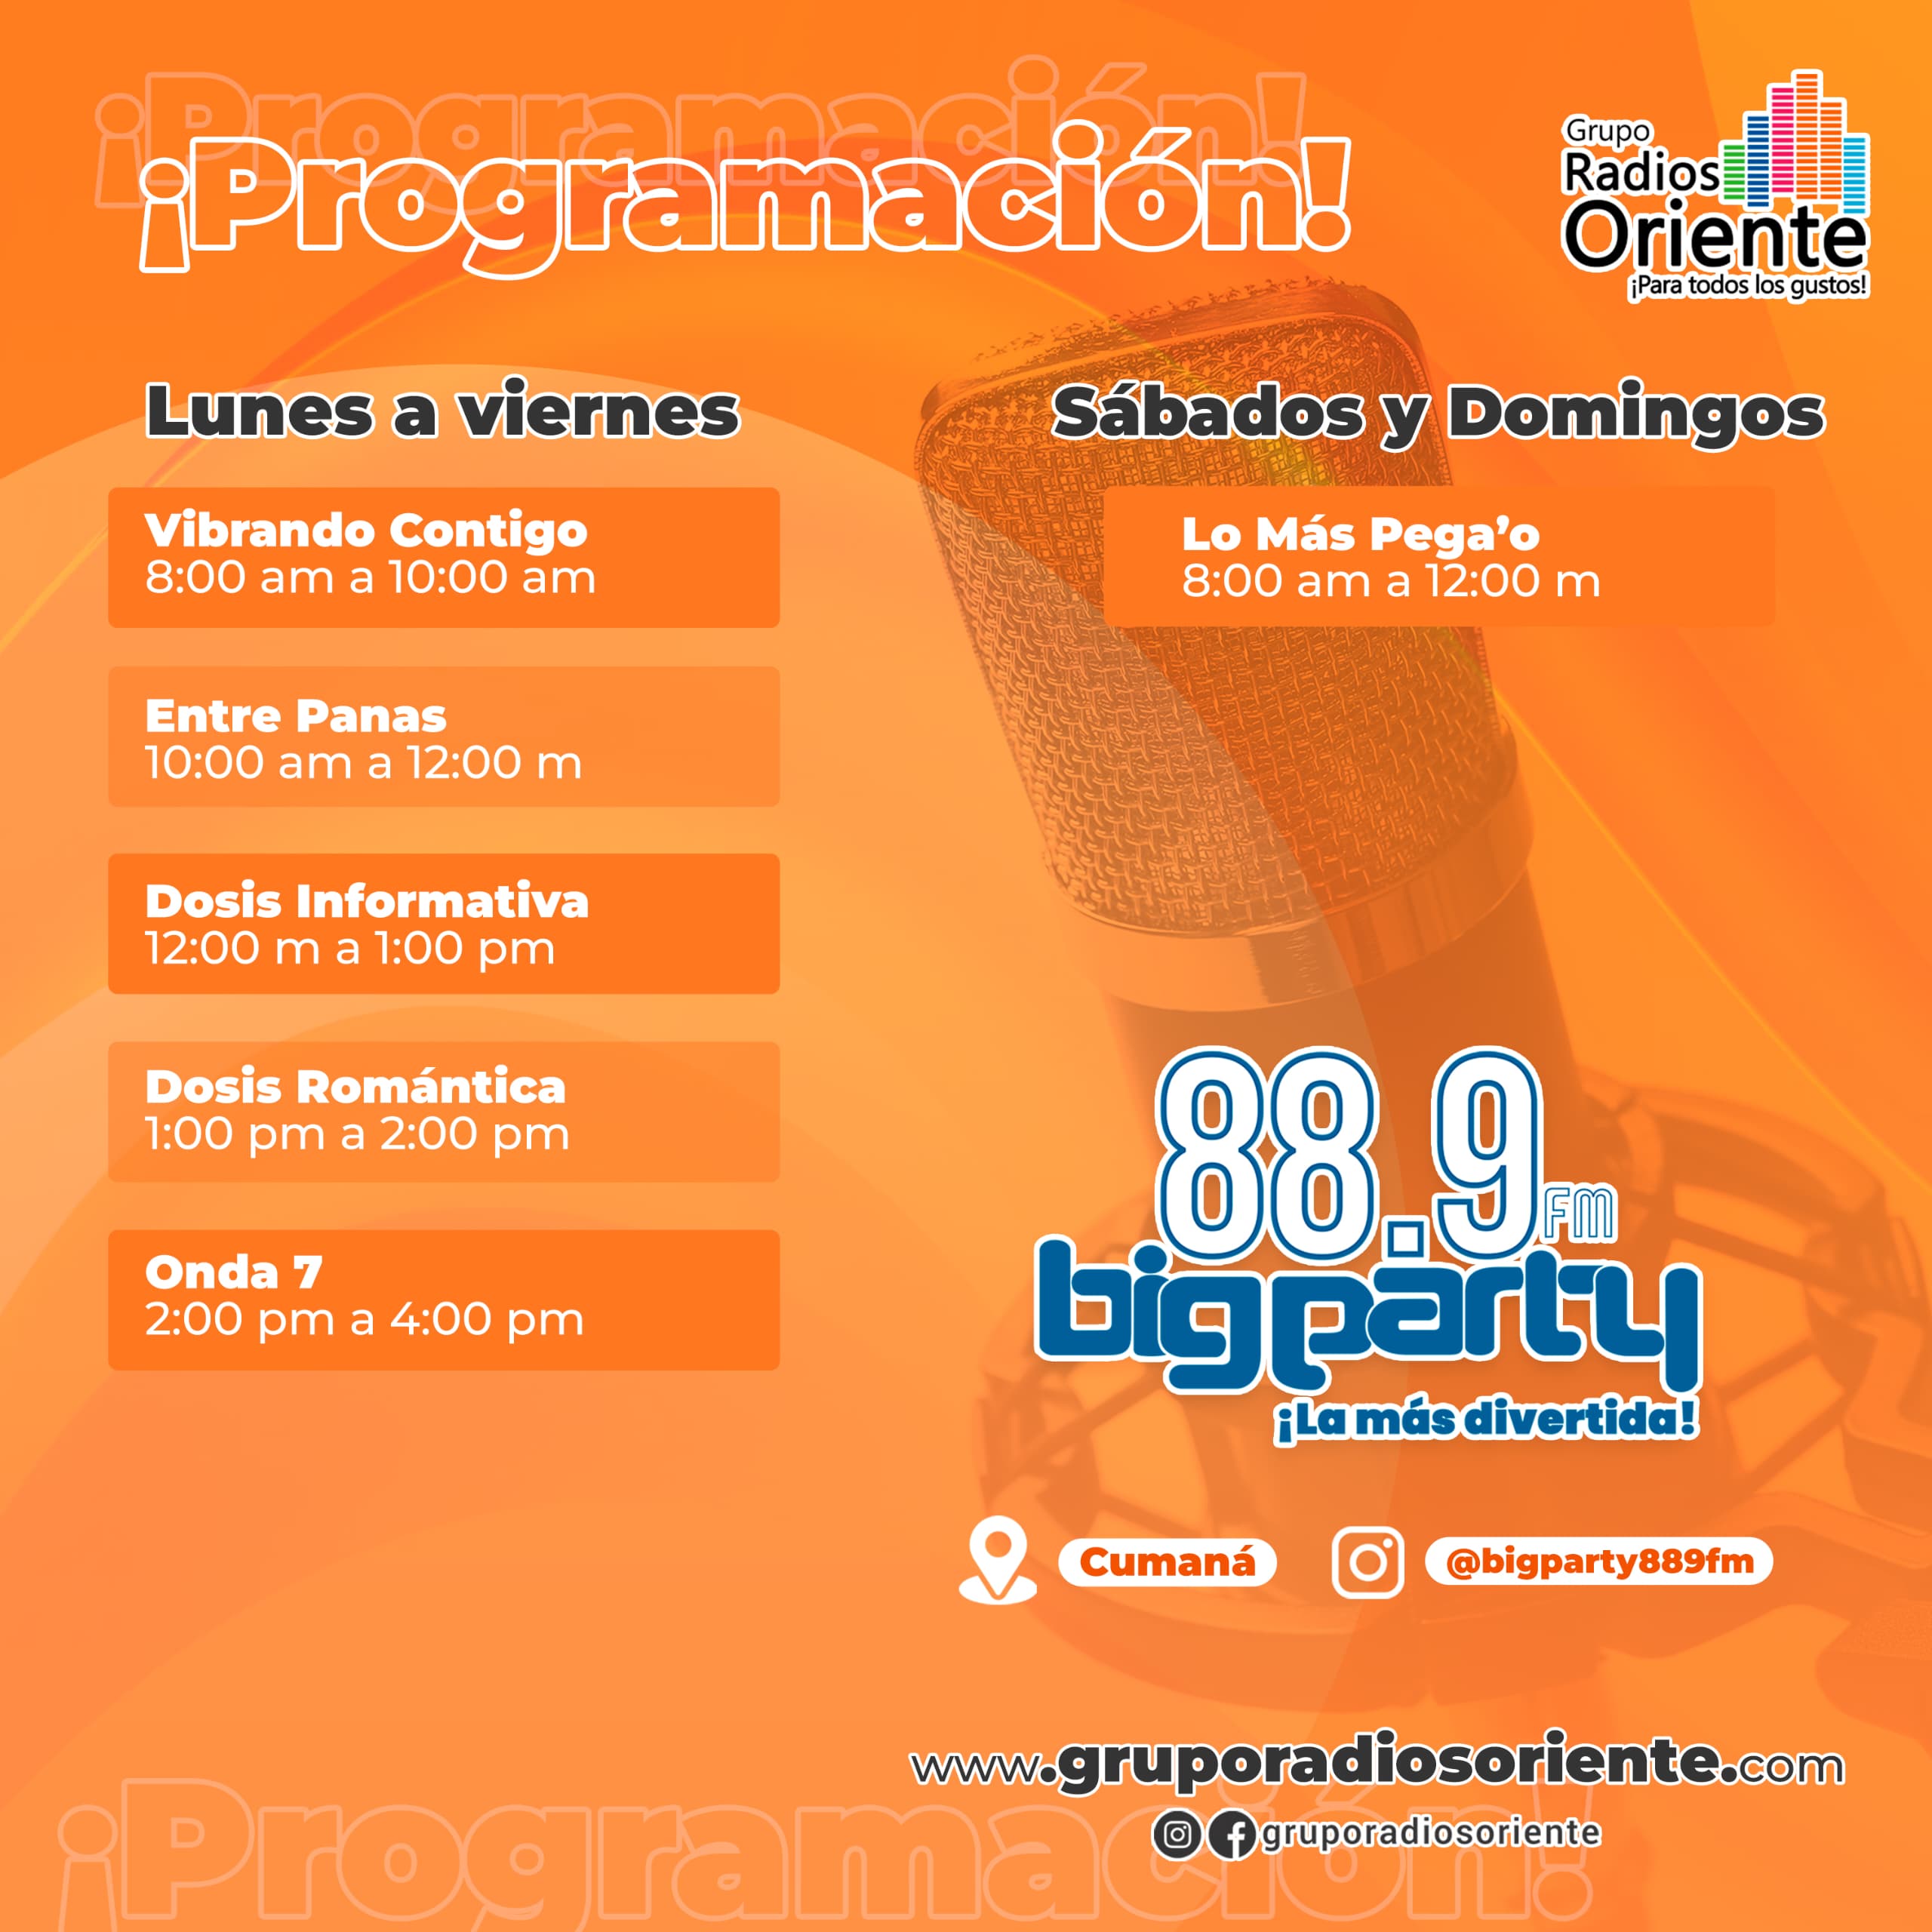 ¡Programación!
¡Programación!
Grupo
Radios
Oriente
¡Para todos los gustos!
Lunes a viernes
Vibrando Contigo
8:00 am a 10:00 am
Entre Panas
10:00 am a 12:00 m
Dosis Informativa
12:00 m a 1:00 pm
Dosis Romántica
1:00 pm a 2:00 pm
Onda 7
2:00 pm a 4:00 pm
Sábados y Domingos
Lo Más Pega’o
8:00 am a 12:00 m
88.9 FM
bigparty
¡La más divertida!
Cumaná
@bigparty889fm
www.gruporadiosoriente.com
gruporadiosoriente
¡Programación!